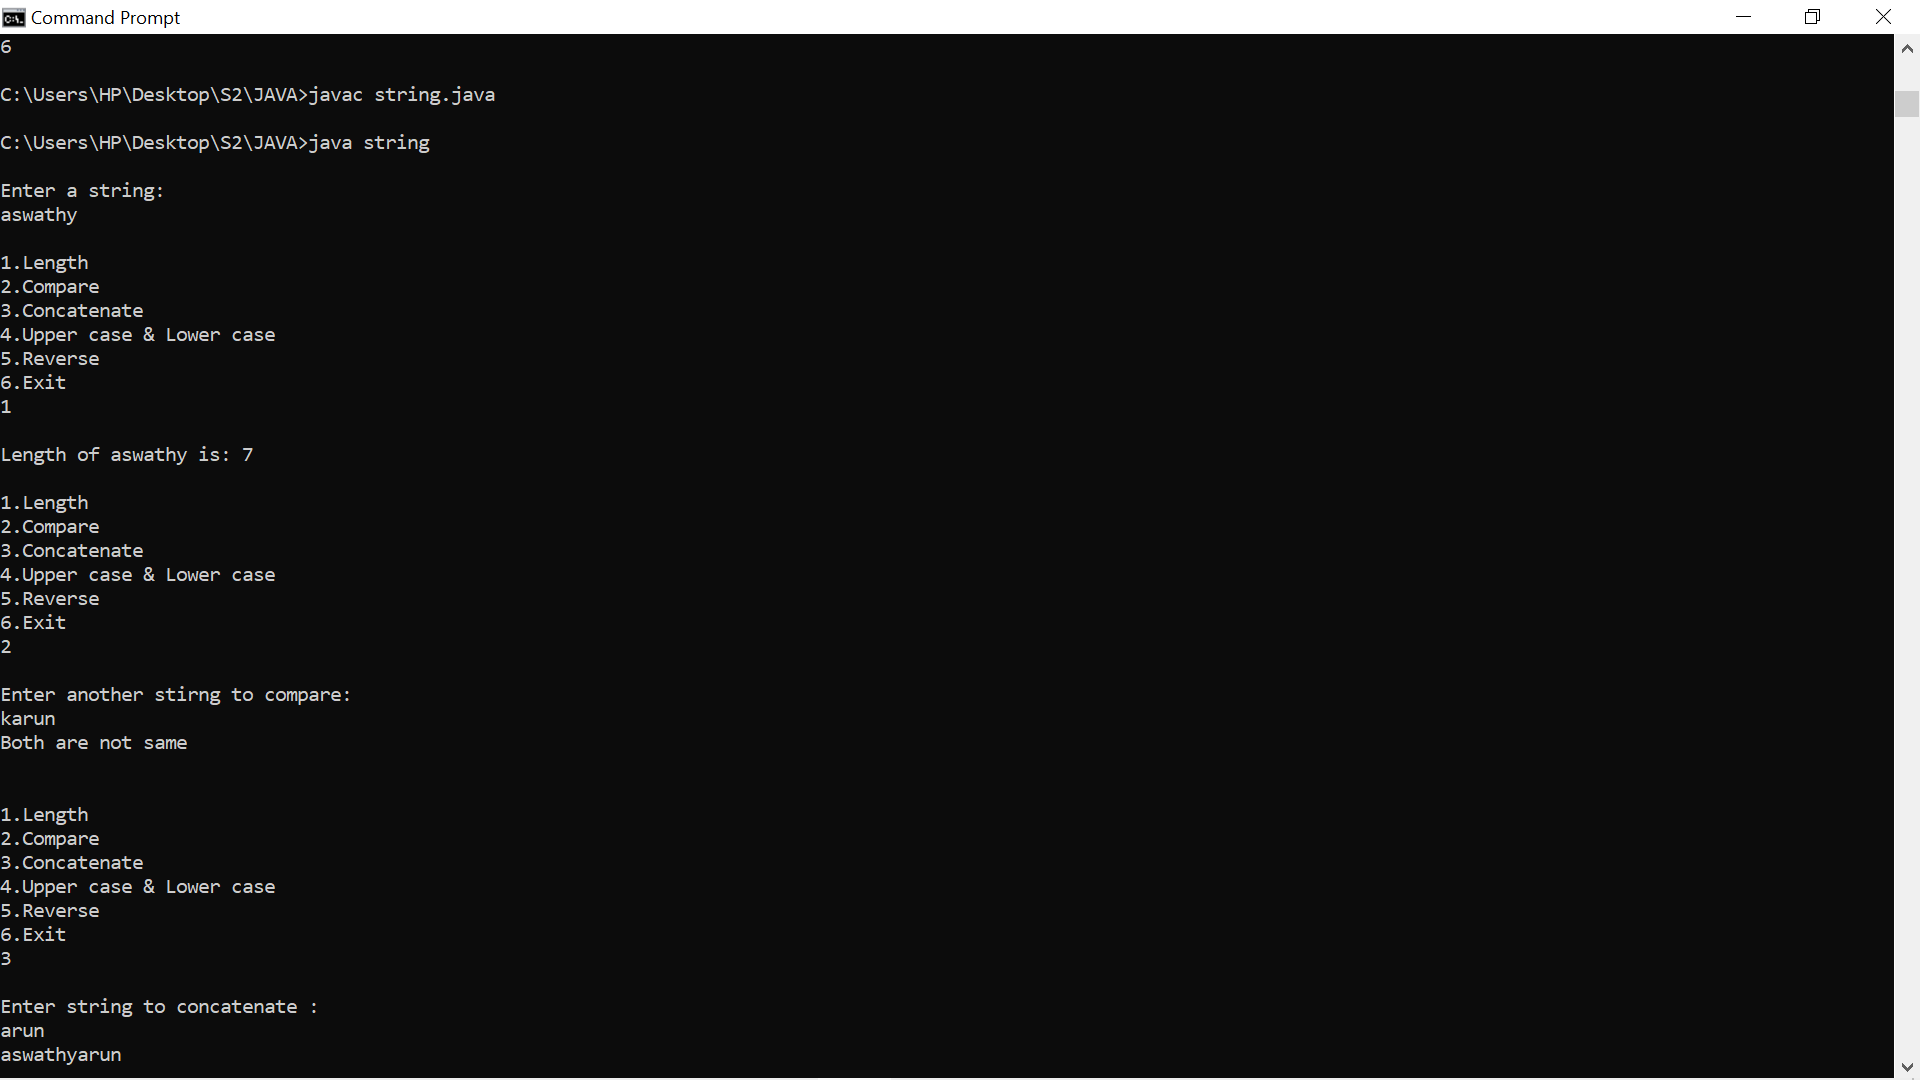 Command Prompt
6
C:\Users\HP\Desktop\S2\JAVA>javac string.java
C:\Users\HP\Desktop\S2\JAVA>java string
Enter a string:
aswathy
1.Length
2.Compare
3.Concatenate
4.Upper case & Lower case
5.Reverse
6.Exit
1
Length of aswathy is: 7
1.Length
2.Compare
3.Concatenate
4.Upper case & Lower case
5.Reverse
6.Exit
2
Enter another stirng to compare:
karun
Both are not same
1.Length
2.Compare
3.Concatenate
4.Upper case & Lower case
5.Reverse
6.Exit
3
Enter string to concatenate :
arun
aswathyarun